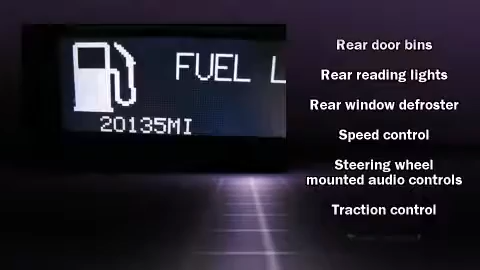 FUEL L
20135MI
Rear door bins
Rear reading lights
Rear window defroster
Speed control
Steering wheel
mounted audio controls
Traction control